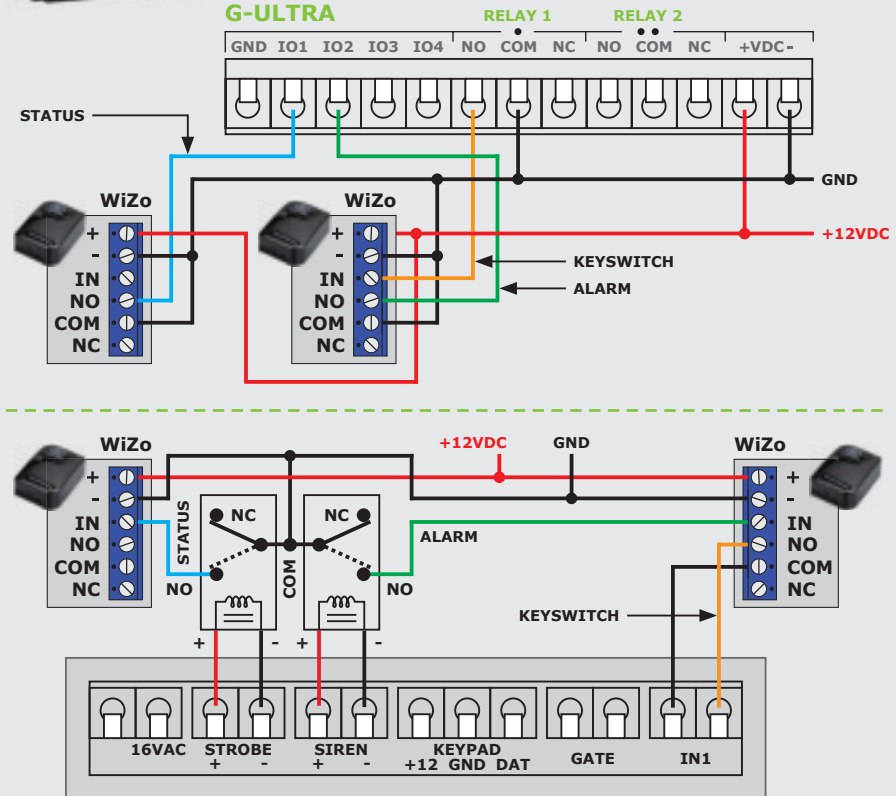 G-ULTRA
RELAY 1 RELAY 2
GND IO1 IO2 IO3 IO4 NO COM NC NO COM NC +VDC-
STATUS
GND
WiZo WiZo
+12VDC
+ +
- -
IN IN
KEYSWITCH
NO NO
ALARM
COM COM
NC NC
+12VDC GND
WiZo WiZo
+ +
- -
IN NC NC IN
STATUS
ALARM
NO NO
COM COM COM
NC NO NO NC
KEYSWITCH
+ - + -
16VAC STROBE SIREN KEYPAD GATE IN1
+ - + - +12 GND DAT